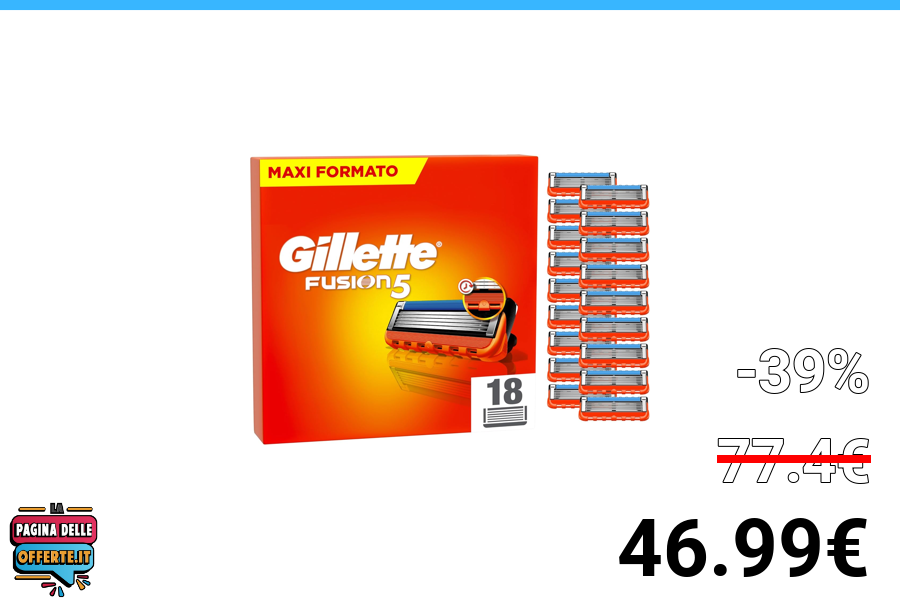 MAXI FORMATO
Gillette®
FUSION5
18
-39%
77.4€
46.99€
LA
PAGINA DELLE
OFFERTE.IT